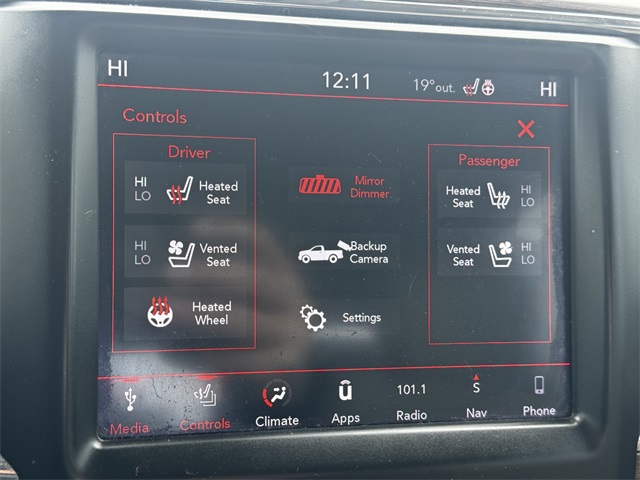 HI
12:11
19° out.
HI
Controls
Driver
HI
LO
Heated
Seat
HI
LO
Vented
Seat
Heated
Wheel
Mirror
Dimmer
Backup
Camera
Settings
Passenger
Heated
Seat
HI
LO
Vented
Seat
HI
LO
Media
Controls
Climate
u
Apps
101.1
Radio
S
Nav
Phone